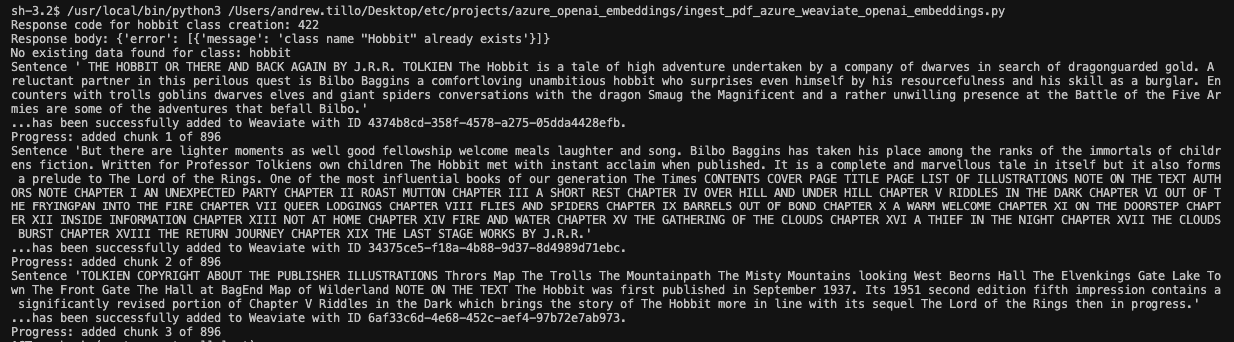 sh-3.2$ /usr/local/bin/python3 /Users/andrew.tillo/Desktop/etc/projects/azure_openai_embeddings/ingest_pdf_azure_weaviate_openai_embeddings.py
Response code for hobbit class creation: 422
Response body: {'error': [{'message': 'class name "Hobbit" already exists'}]}
No existing data found for class: hobbit
Sentence ' THE HOBBIT OR THERE AND BACK AGAIN BY J.R.R. TOLKIEN The Hobbit is a tale of high adventure undertaken by a company of dwarves in search of dragonguarded gold. A
reluctant partner in this perilous quest is Bilbo Baggins a comfortloving unambitious hobbit who surprises even himself by his resourcefulness and his skill as a burglar. En
counters with trolls goblins dwarves elves and giant spiders conversations with the dragon Smaug the Magnificent and a rather unwilling presence at the Battle of the Five Ar
mies are some of the adventures that befall Bilbo.'
...has been successfully added to Weaviate with ID 4374b8cd-358f-4578-a275-05dda4428efb.
Progress: added chunk 1 of 896
Sentence 'But there are lighter moments as well good fellowship welcome meals laughter and song. Bilbo Baggins has taken his place among the ranks of the immortals of childr
ens fiction. Written for Professor Tolkiens own children The Hobbit met with instant acclaim when published. It is a complete and marvellous tale in itself but it also forms
a prelude to The Lord of the Rings. One of the most influential books of our generation The Times CONTENTS COVER PAGE TITLE PAGE LIST OF ILLUSTRATIONS NOTE ON THE TEXT AUTH
ORS NOTE CHAPTER I AN UNEXPECTED PARTY CHAPTER II ROAST MUTTON CHAPTER III A SHORT REST CHAPTER IV OVER HILL AND UNDER HILL CHAPTER V RIDDLES IN THE DARK CHAPTER VI OUT OF T
HE FRYINGPAN INTO THE FIRE CHAPTER VII QUEER LODGINGS CHAPTER VIII FLIES AND SPIDERS CHAPTER IX BARRELS OUT OF BOND CHAPTER X A WARM WELCOME CHAPTER XI ON THE DOORSTEP CHAPT
ER XII INSIDE INFORMATION CHAPTER XIII NOT AT HOME CHAPTER XIV FIRE AND WATER CHAPTER XV THE GATHERING OF THE CLOUDS CHAPTER XVI A THIEF IN THE NIGHT CHAPTER XVII THE CLOUDS
BURST CHAPTER XVIII THE RETURN JOURNEY CHAPTER XIX THE LAST STAGE WORKS BY J.R.R.'
...has been successfully added to Weaviate with ID 34375ce5-f18a-4b88-9d37-8d4989d71ebc.
Progress: added chunk 2 of 896
Sentence 'TOLKIEN COPYRIGHT ABOUT THE PUBLISHER ILLUSTRATIONS Thrors Map The Trolls The Mountainpath The Misty Mountains looking West Beorns Hall The Elvenkings Gate Lake To
wn The Front Gate The Hall at BagEnd Map of Wilderland NOTE ON THE TEXT The Hobbit was first published in September 1937. Its 1951 second edition fifth impression contains a
significantly revised portion of Chapter V Riddles in the Dark which brings the story of The Hobbit more in line with its sequel The Lord of the Rings then in progress.'
...has been successfully added to Weaviate with ID 6af33c6d-4e68-452c-aef4-97b72e7ab973.
Progress: added chunk 3 of 896